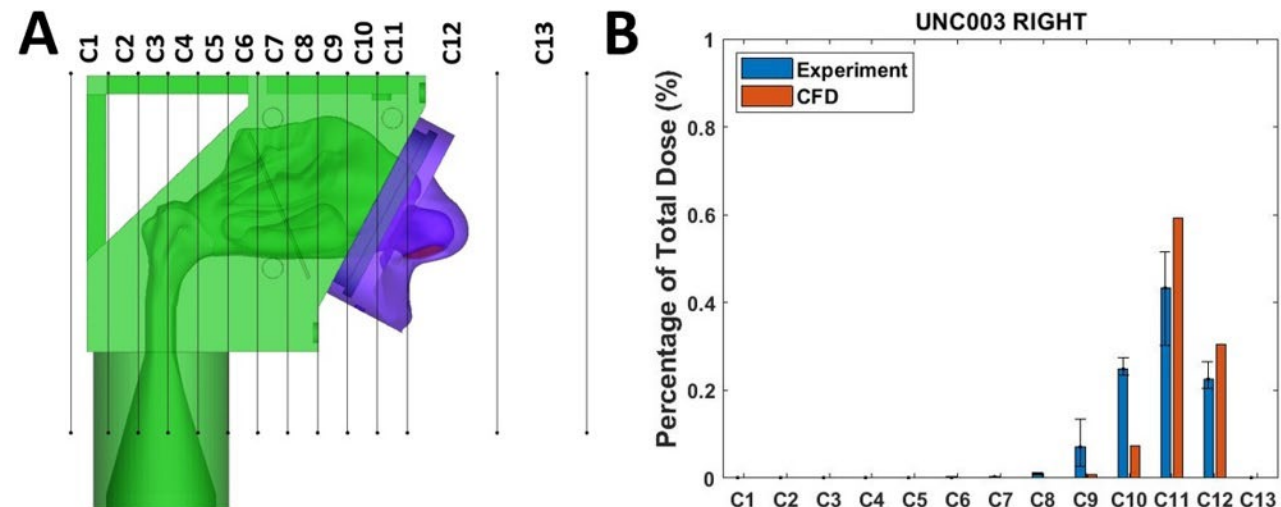 A
C1
C2
C3
C4
C5
C6
C7
C8
C9
C10
C11
C12
C13
B
UNC003 RIGHT
Percentage of Total Dose (%)
1
0.8
0.6
0.4
0.2
0
Experiment
CFD
C1 C2 C3 C4 C5 C6 C7 C8 C9 C10 C11 C12 C13